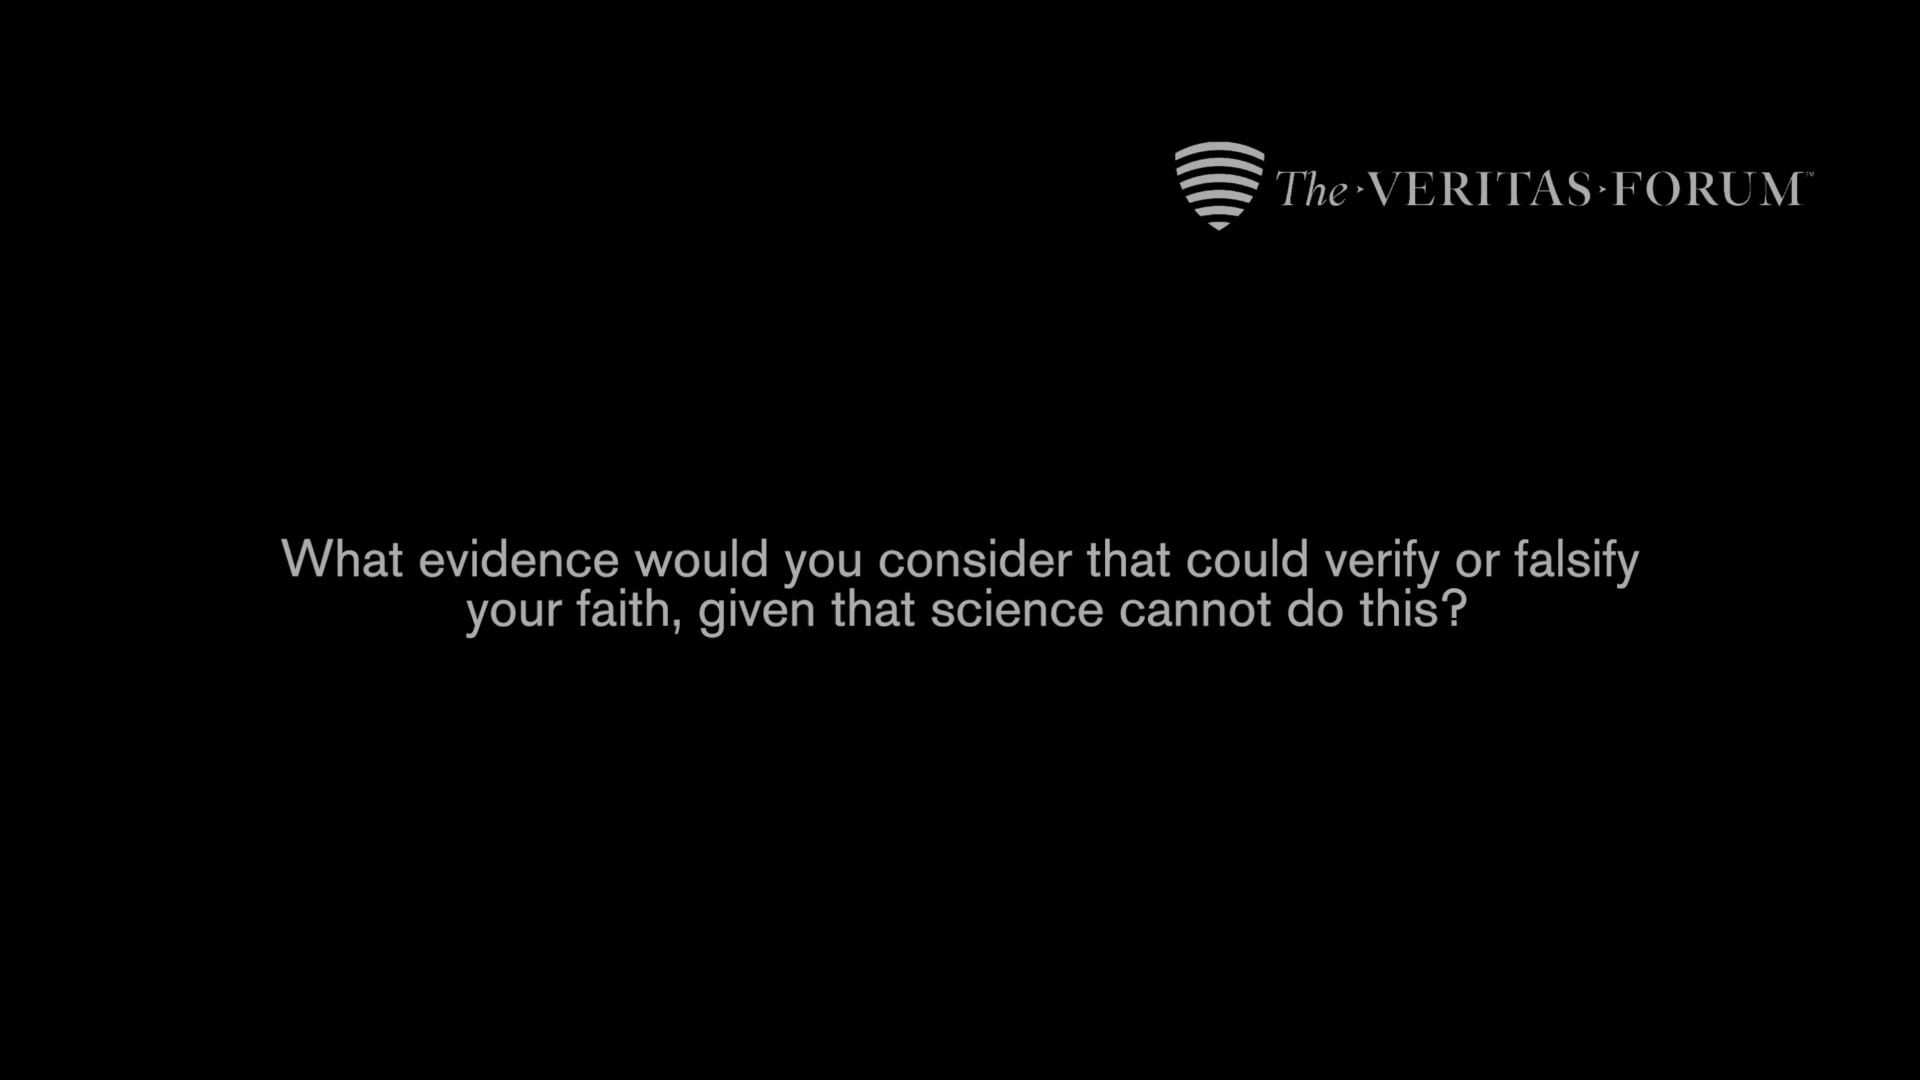 The ▸ VERITAS ▸ FORUM™
What evidence would you consider that could verify or falsify
your faith, given that science cannot do this?